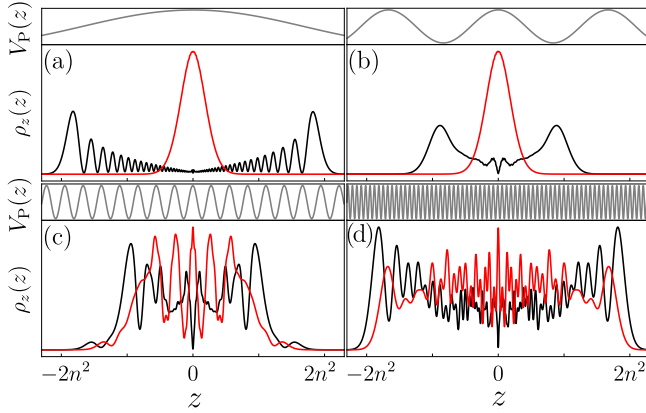 V_P(z)
(a) (b)
ρ_z(z)
V_P(z)
(c) (d)
ρ_z(z)
−2n² 0 2n² −2n² 0 2n²
z z